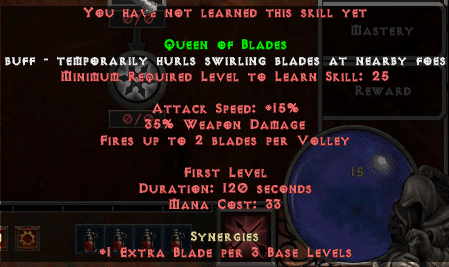 You have not learned this skill yet
Queen of Blades
buff - temporarily hurls swirling blades at nearby foes
Minimum Required Level to Learn Skill: 25
Mastery
Attack Speed: +15%
Reward
35% Weapon Damage
0/0
Fires up to 2 blades per Volley
First Level
15
Duration: 120 seconds
Mana Cost: 33
Synergies
+1 Extra Blade per 3 Base Levels